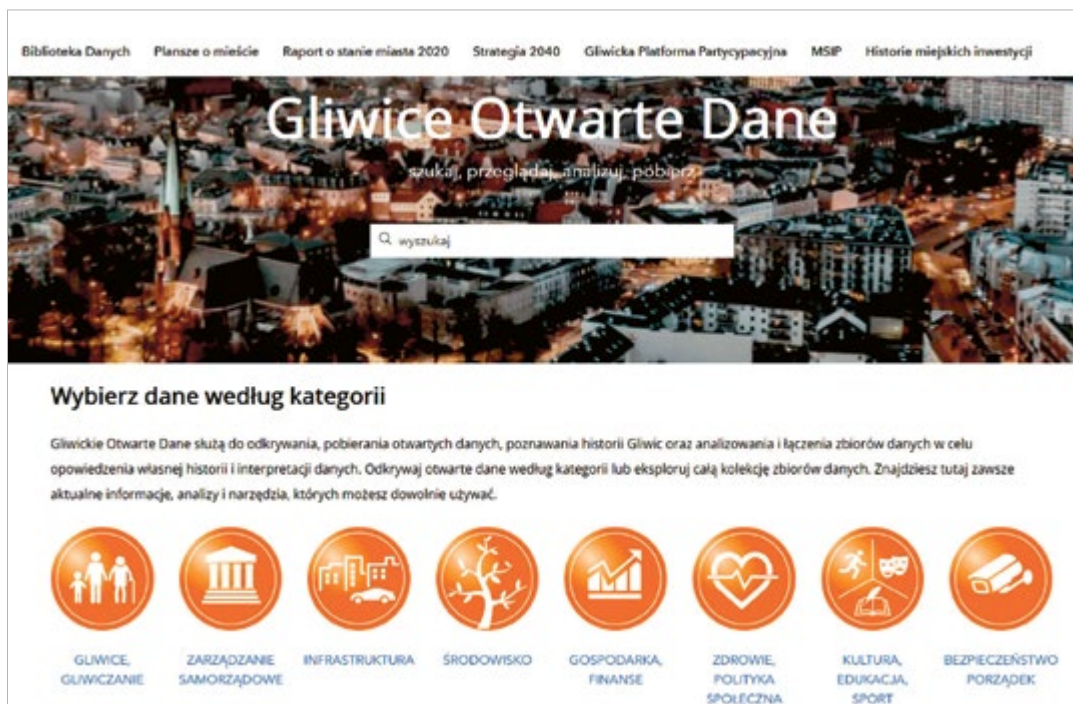 Biblioteka Danych Plansze o mieście Raport o stanie miasta 2020 Strategia 2040 Gliwicka Platforma Partycypacyjna MSIP Historie miejskich inwestycji
Gliwice Otwarte Dane
szukaj, przeglądaj, analizuj, pobierz
wyszukaj
Wybierz dane według kategorii
Gliwickie Otwarte Dane służą do odkrywania, pobierania otwartych danych, poznawania historii Gliwic oraz analizowania i łączenia zbiorów danych w celu
opowiedzenia własnej historii i interpretacji danych. Odkrywaj otwarte dane według kategorii lub eksploruj całą kolekcję zbiorów danych. Znajdziesz tutaj zawsze
aktualne informacje, analizy i narzędzia, których możesz dowolnie używać.
GLIWICE,
GLIWICZANIE
ZARZĄDZANIE
SAMORZĄDOWE
INFRASTRUKTURA
ŚRODOWISKO
GOSPODARKA,
FINANSE
ZDROWIE,
POLITYKA
SPOŁECZNA
KULTURA,
EDUKACJA,
SPORT
BEZPIECZEŃSTWO
PORZĄDEK